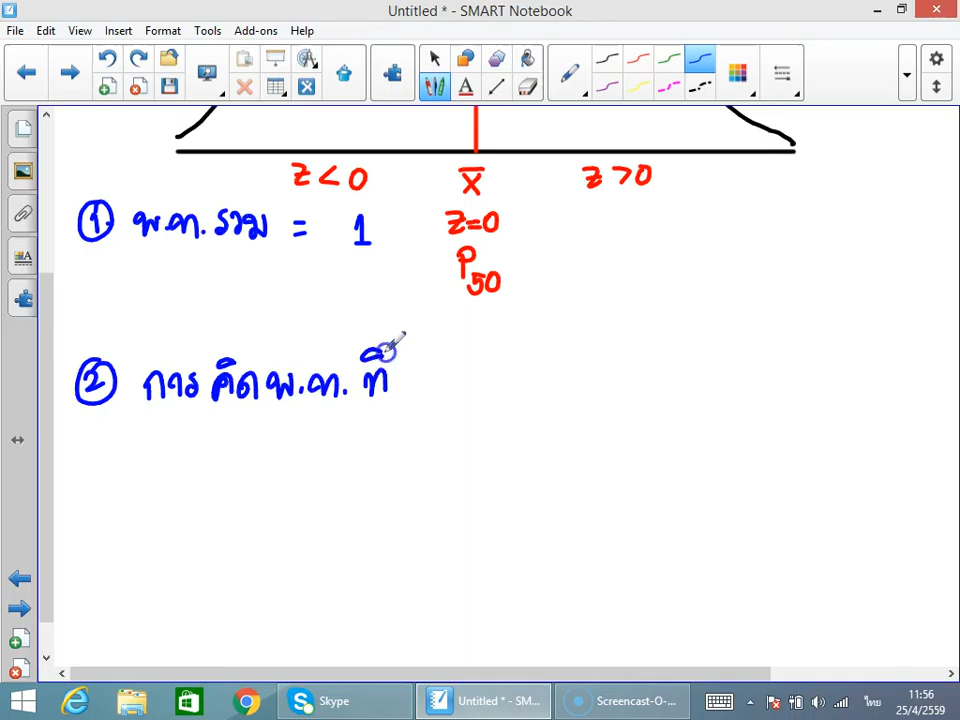 Untitled * - SMART Notebook
File Edit View Insert Format Tools Add-ons Help
z < 0 x̄ z > 0
① พ.ท. รวม = 1 z=0
P50
② การคิด พ.ท. ที่
Skype Untitled * - SM... Screencast-O-... ไทย 11:56
25/4/2559